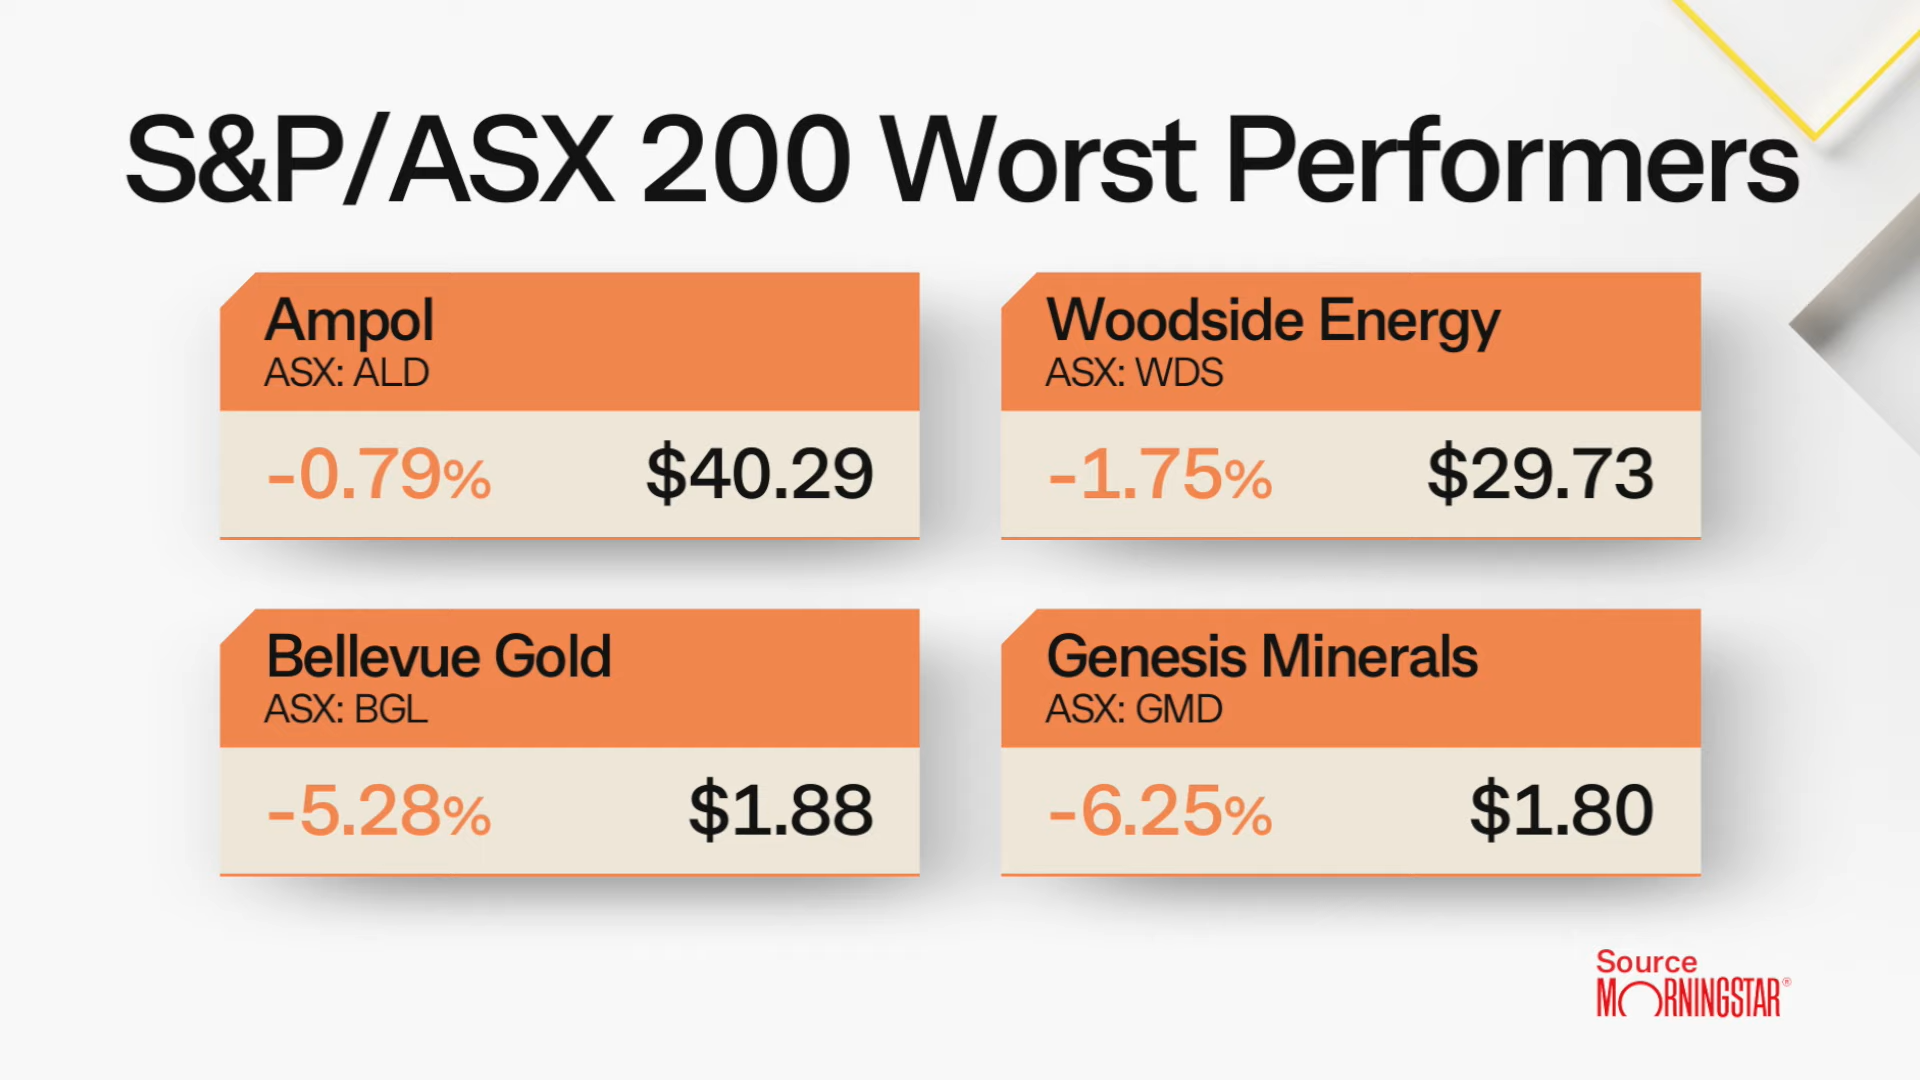 S&P/ASX 200 Worst Performers
Ampol
ASX: ALD
-0.79% $40.29
Woodside Energy
ASX: WDS
-1.75% $29.73
Bellevue Gold
ASX: BGL
-5.28% $1.88
Genesis Minerals
ASX: GMD
-6.25% $1.80
Source
MORNINGSTAR®